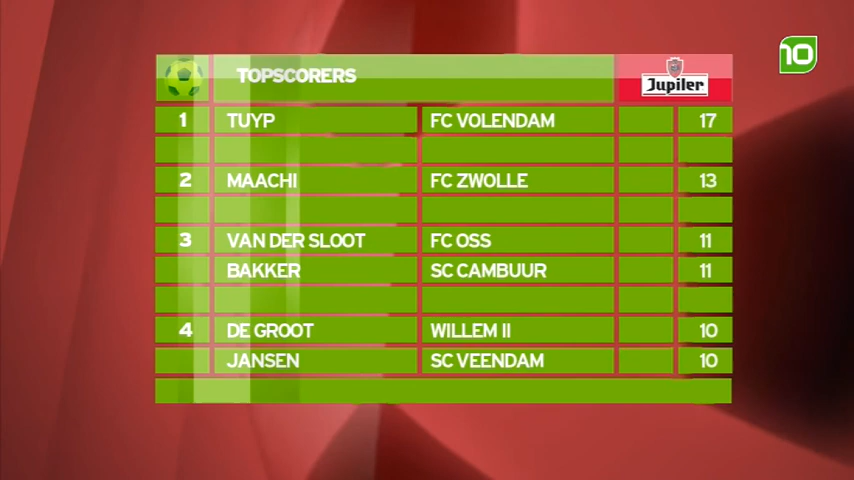 10
TOPSCORERS Jupiler
1 TUYP FC VOLENDAM 17
2 MAACHI FC ZWOLLE 13
3 VAN DER SLOOT FC OSS 11
BAKKER SC CAMBUUR 11
4 DE GROOT WILLEM II 10
JANSEN SC VEENDAM 10